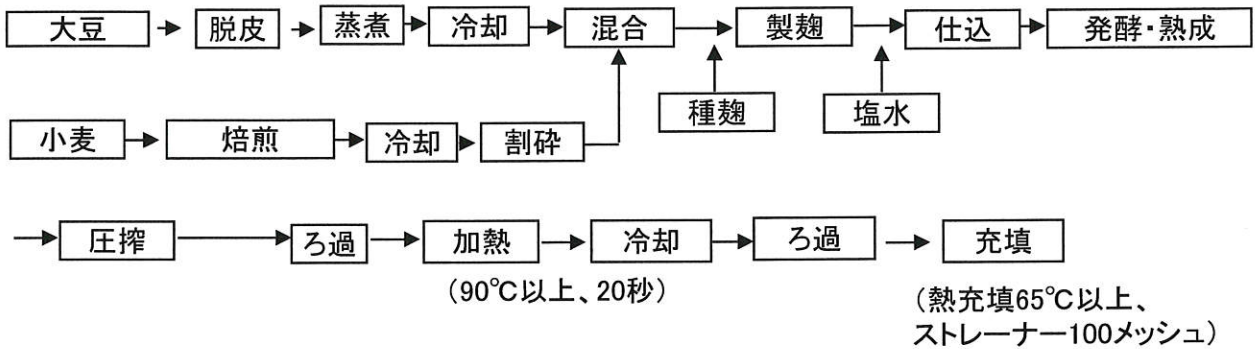 大豆 脱皮 蒸煮 冷却 混合 製麹 仕込 発酵・熟成
種麹 塩水
小麦 焙煎 冷却 割砕
圧搾 ろ過 加熱 冷却 ろ過 充填
(90℃以上、20秒)
(熱充填65℃以上、
ストレーナー100メッシュ)